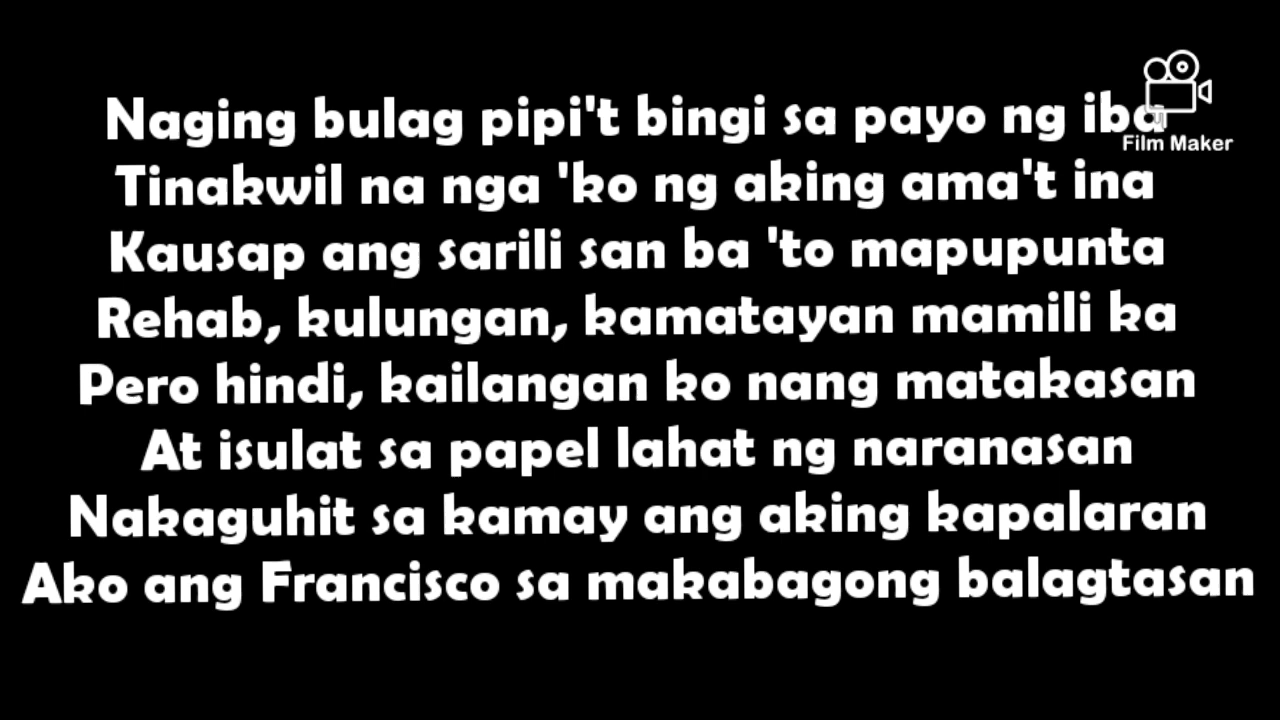 Naging bulag pipi't bingi sa payo ng iba
Film Maker
Tinakwil na nga 'ko ng aking ama't ina
Kausap ang sarili san ba 'to mapupunta
Rehab, kulungan, kamatayan mamili ka
Pero hindi, kailangan ko nang matakasan
At isulat sa papel lahat ng naranasan
Nakaguhit sa kamay ang aking kapalaran
Ako ang Francisco sa makabagong balagtasan